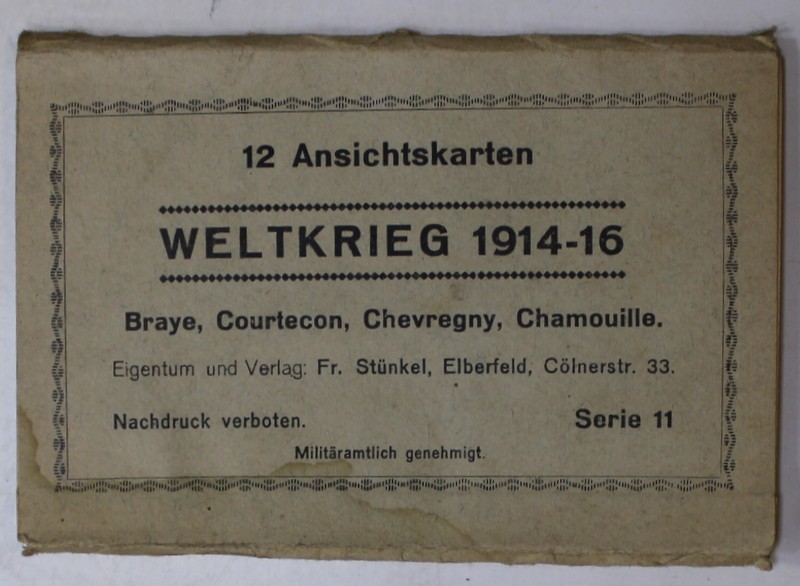 12 Ansichtskarten
WELTKRIEG 1914-16
Braye, Courtecon, Chevregny, Chamouille.
Eigentum und Verlag: Fr. Stünkel, Elberfeld, Cölnerstr. 33.
Nachdruck verboten. Serie 11
Militäramtlich genehmigt.